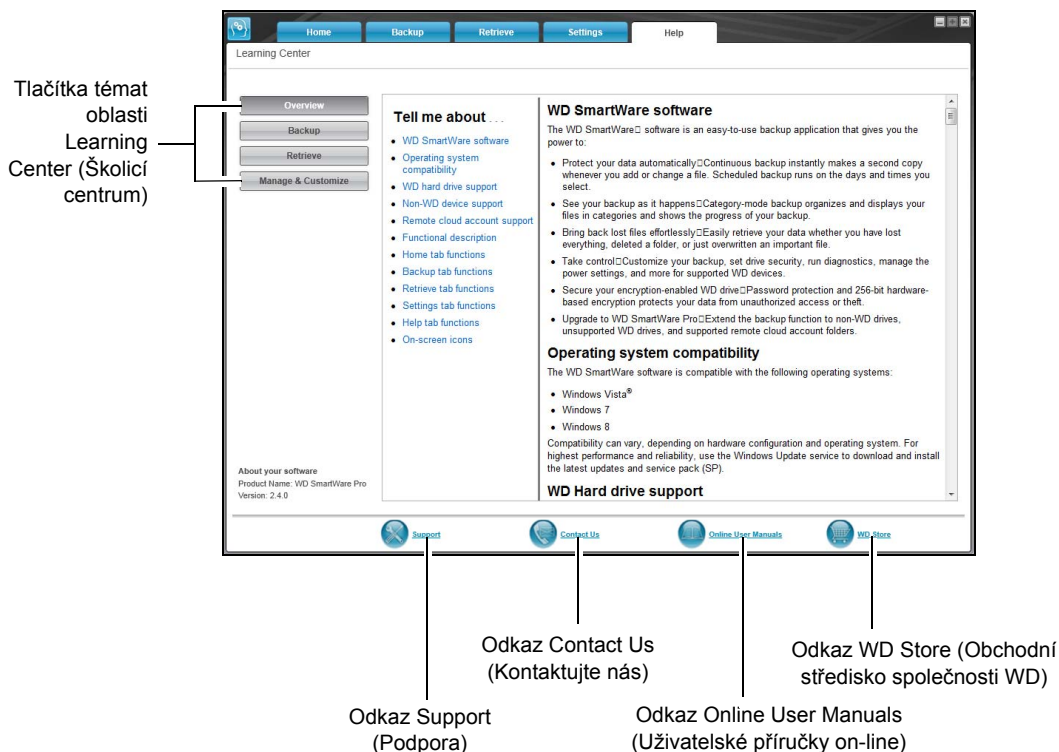 Home
Backup
Retrieve
Settings
Help
Learning Center
Tlačítka témat
oblasti
Learning
Center (Školicí
centrum)
Overview
Backup
Retrieve
Manage & Customize
About your software
Product Name: WD SmartWare Pro
Version: 2.4.0
Tell me about . . .
• WD SmartWare software
• Operating system
compatibility
• WD hard drive support
• Non-WD device support
• Remote cloud account support
• Functional description
• Home tab functions
• Backup tab functions
• Retrieve tab functions
• Settings tab functions
• Help tab functions
• On-screen icons
WD SmartWare software
The WD SmartWare□ software is an easy-to-use backup application that gives you the
power to:
• Protect your data automatically□Continuous backup instantly makes a second copy
whenever you add or change a file. Scheduled backup runs on the days and times you
select.
• See your backup as it happens□Category-mode backup organizes and displays your
files in categories and shows the progress of your backup.
• Bring back lost files effortlessly□Easily retrieve your data whether you have lost
everything, deleted a folder, or just overwritten an important file.
• Take control□Customize your backup, set drive security, run diagnostics, manage the
power settings, and more for supported WD devices.
• Secure your encryption-enabled WD drive□Password protection and 256-bit hardware-
based encryption protects your data from unauthorized access or theft.
• Upgrade to WD SmartWare Pro□Extend the backup function to non-WD drives,
unsupported WD drives, and supported remote cloud account folders.
Operating system compatibility
The WD SmartWare software is compatible with the following operating systems:
• Windows Vista®
• Windows 7
• Windows 8
Compatibility can vary, depending on hardware configuration and operating system. For
highest performance and reliability, use the Windows Update service to download and install
the latest updates and service pack (SP).
WD Hard drive support
Support
Contact Us
Online User Manuals
WD Store
Odkaz Contact Us
(Kontaktujte nás)
Odkaz WD Store (Obchodní
středisko společnosti WD)
Odkaz Support
(Podpora)
Odkaz Online User Manuals
(Uživatelské příručky on-line)